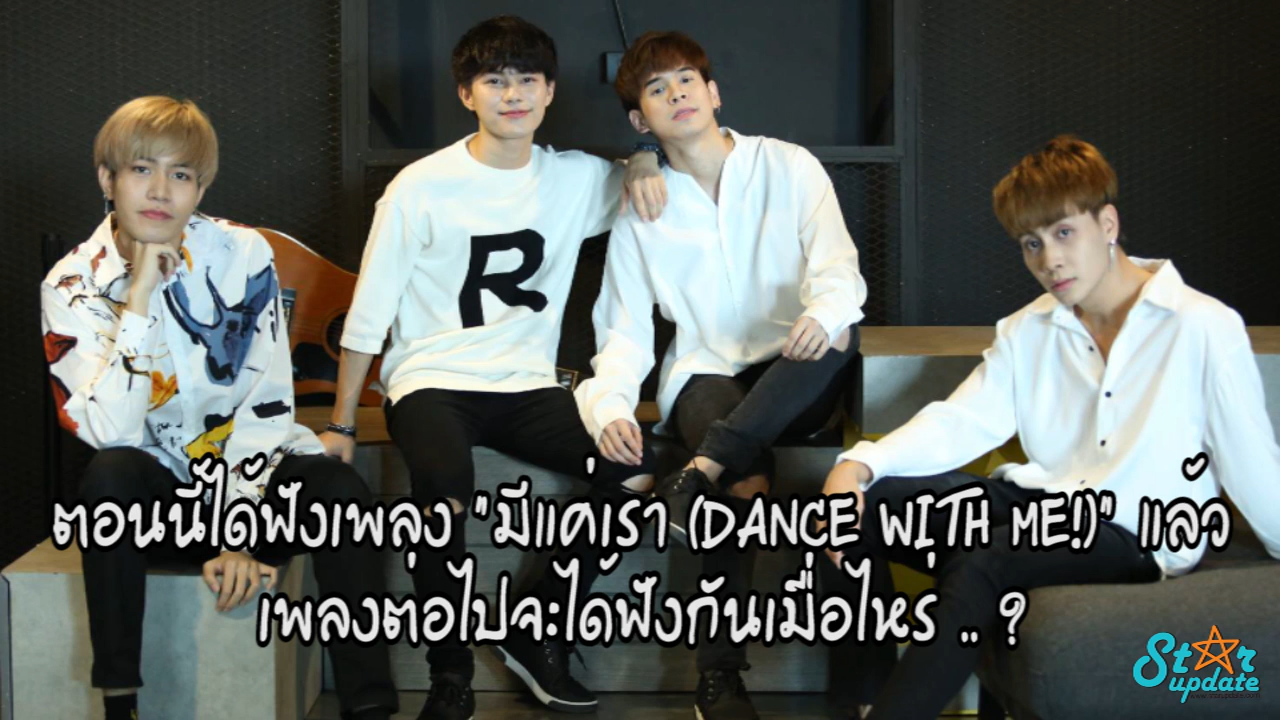 R
ตอนนี้ได้ฟังเพลง "มีแค่เรา (DANCE WITH ME!)" แล้ว
เพลงต่อไปจะได้ฟังกันเมื่อไหร่ .. ?
Star
update